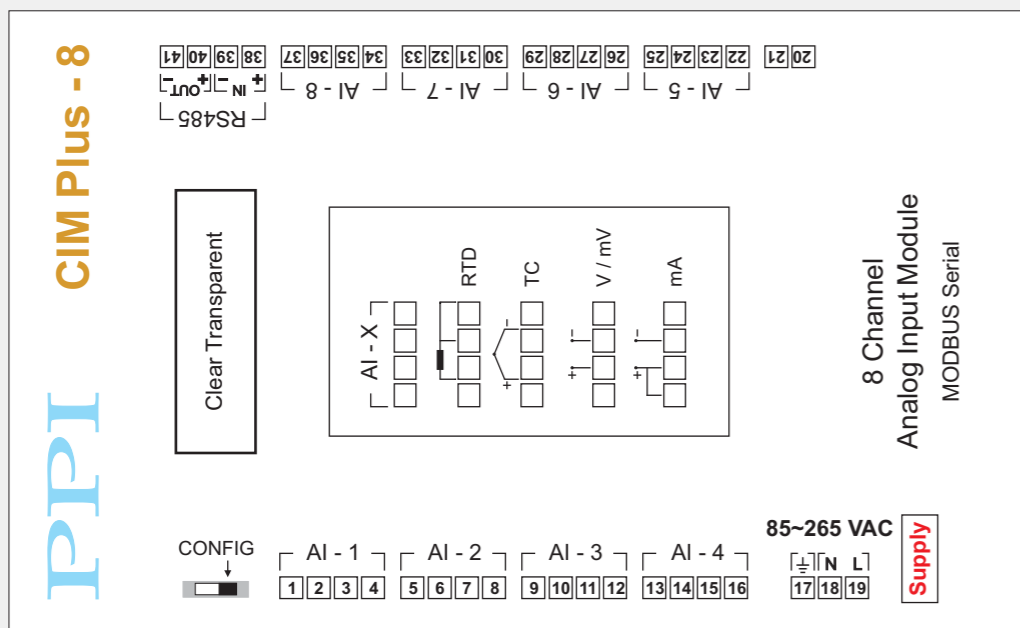 CIM Plus - 8
PPI
41 40 39 38
37 36 35 34
33 32 31 30
29 28 27 26
25 24 23 22
21 20
- OUT + - IN +
RS485
AI - 8
AI - 7
AI - 6
AI - 5
Clear Transparent
AI - X
RTD
TC
- +
V / mV
- +
mA
- +
8 Channel
Analog Input Module
MODBUS Serial
CONFIG
AI - 1
AI - 2
AI - 3
AI - 4
85~265 VAC
N L
Supply
1 2 3 4
5 6 7 8
9 10 11 12
13 14 15 16
17 18 19